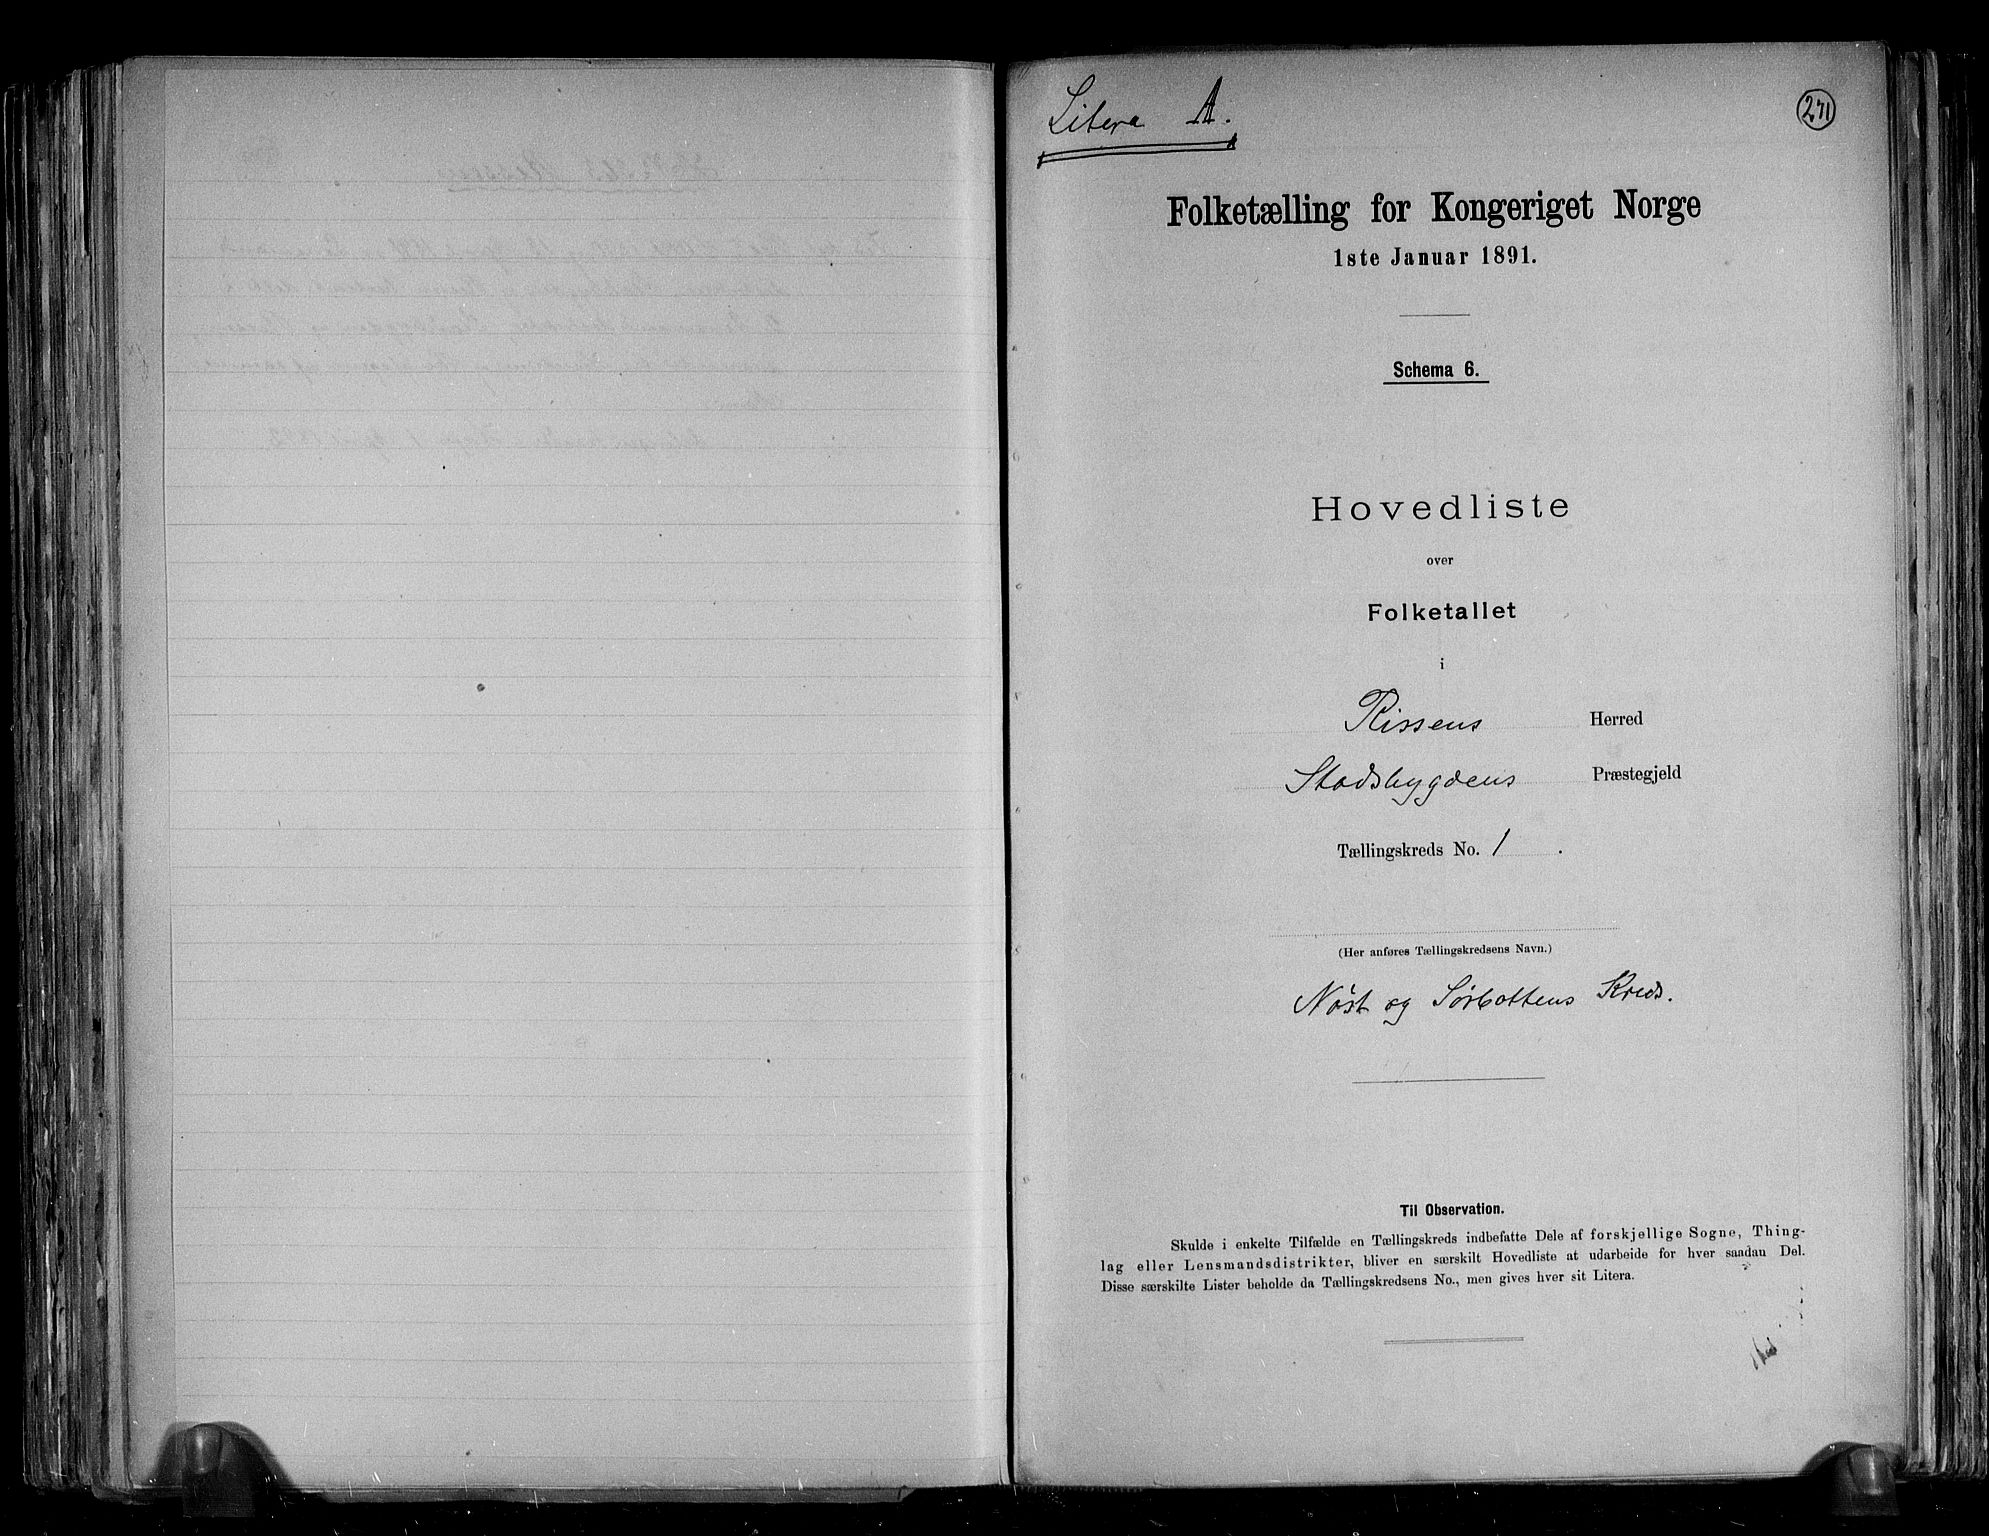 Litera A.
271
Folketælling for Kongeriget Norge
1ste Januar 1891.
Schema 6.
Hovedliste
over
Folketallet
i
Rissens Herred
Stadsbygdens Præstegjeld
Tællingskreds No. 1.
(Her anføres Tællingskredsens Navn.)
Nøst og Sørbottens Kreds.
Til Observation.
Skulde i enkelte Tilfælde en Tællingskreds indbefatte Dele af forskjellige Sogne, Thing-
lag eller Lensmandsdistrikter, bliver en særskilt Hovedliste at udarbeide for hver saadan Del.
Disse særskilte Lister beholde da Tællingskredsens No., men gives hver sit Litera.